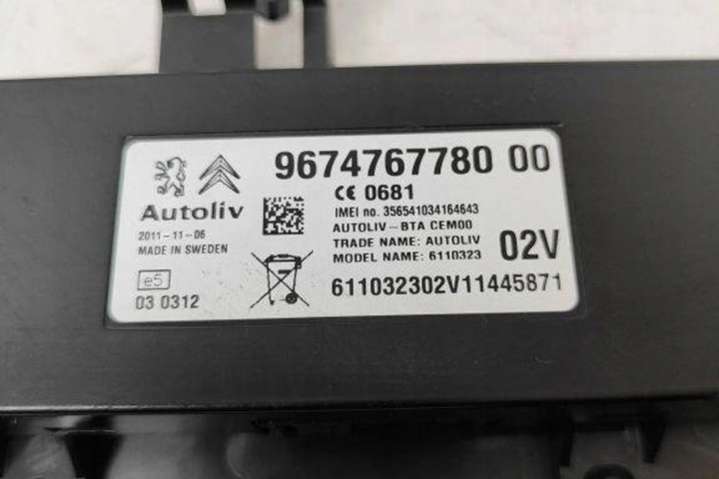 9674767780 00
CE 0681
Autoliv
IMEI no. 356541034164643
2011-11-06
AUTOLIV-BTA CEM00
MADE IN SWEDEN
TRADE NAME: AUTOLIV
02V
MODEL NAME: 6110323
e5
03 0312
611032302V11445871